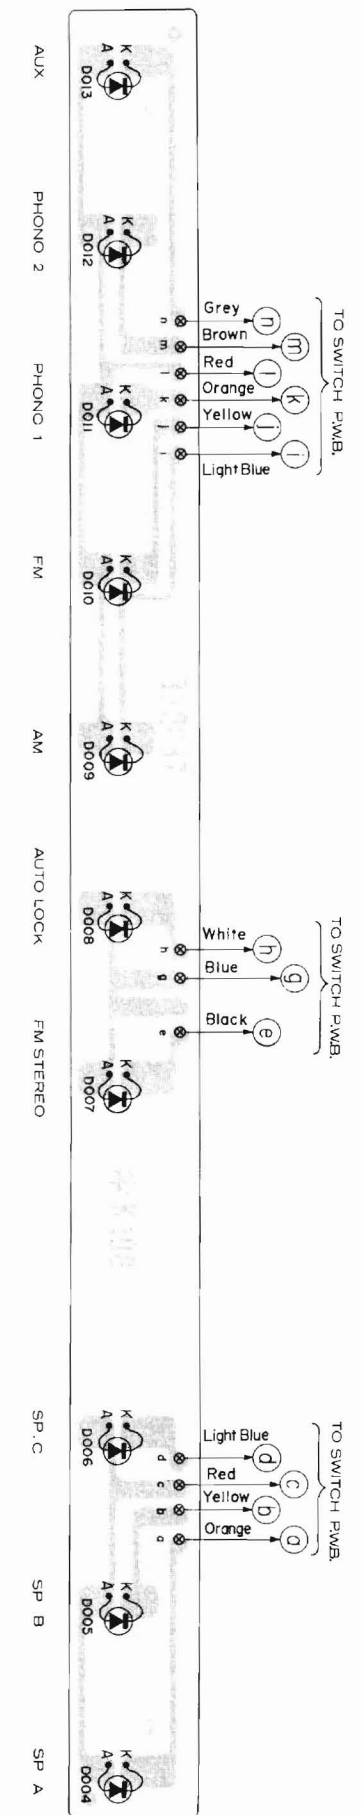 AUX
A K
D013
PHONO 2
A K
D012
TO SWITCH P.W.B.
n Grey n
m Brown m
l Red l
k Orange k
j Yellow j
i Light Blue i
PHONO 1
A K
D011
FM
A K
D010
AM
A K
D009
AUTO LOCK
A K
D008
TO SWITCH P.W.B.
h White h
g Blue g
e Black e
FM STEREO
A K
D007
SP. C
A K
D006
TO SWITCH P.W.B.
d Light Blue d
c Red c
b Yellow b
a Orange a
SP B
A K
D005
SP A
A K
D004